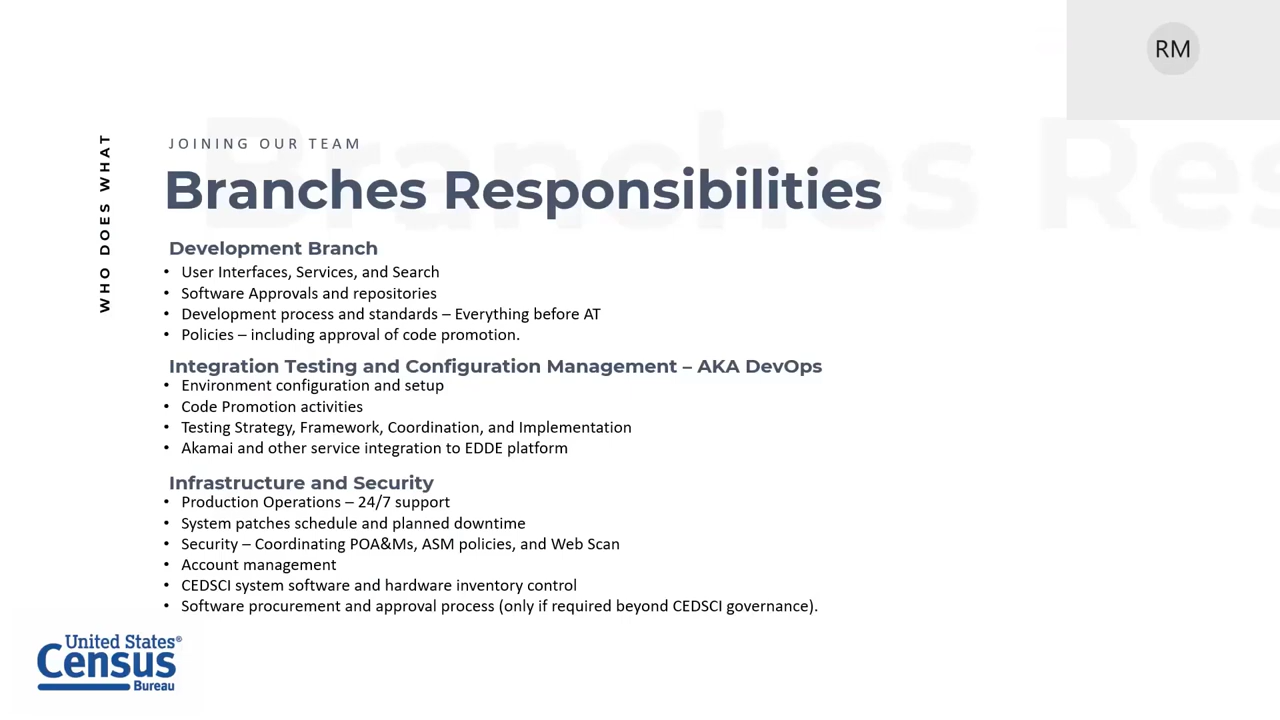 RM
WHO DOES WHAT
JOINING OUR TEAM
Branches Res
Branches Responsibilities
Development Branch
• User Interfaces, Services, and Search
• Software Approvals and repositories
• Development process and standards – Everything before AT
• Policies – including approval of code promotion.
Integration Testing and Configuration Management – AKA DevOps
• Environment configuration and setup
• Code Promotion activities
• Testing Strategy, Framework, Coordination, and Implementation
• Akamai and other service integration to EDDE platform
Infrastructure and Security
• Production Operations – 24/7 support
• System patches schedule and planned downtime
• Security – Coordinating POA&Ms, ASM policies, and Web Scan
• Account management
• CEDSCI system software and hardware inventory control
• Software procurement and approval process (only if required beyond CEDSCI governance).
United States®
Census
Bureau